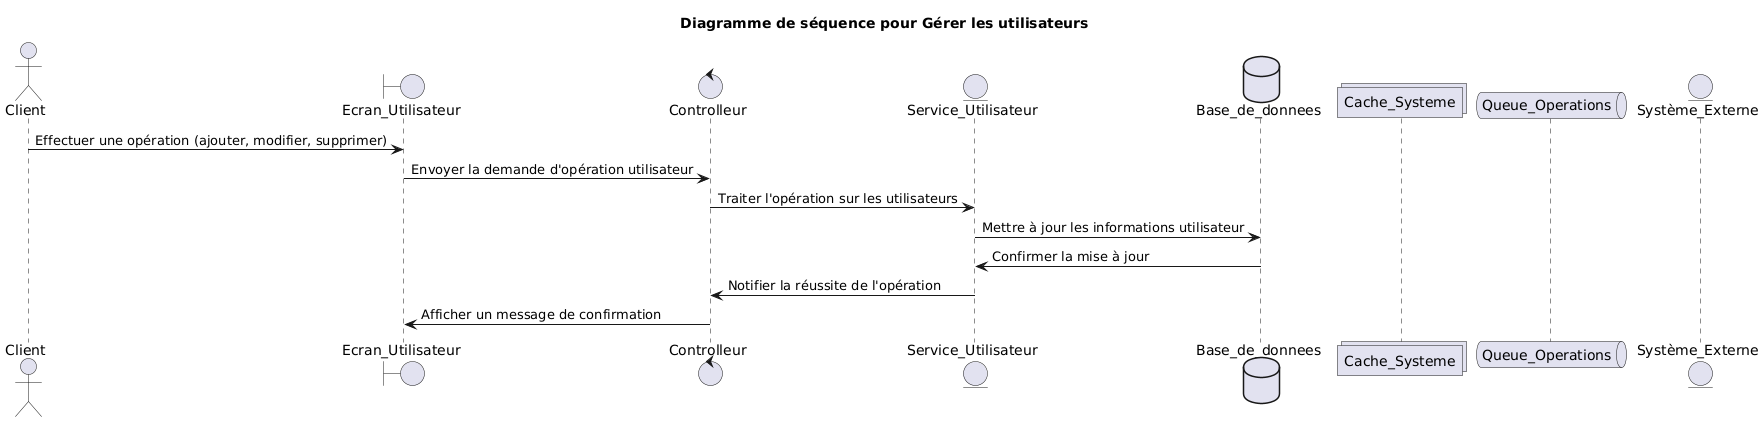 Diagramme de séquence pour Gérer les utilisateurs
Client
Ecran_Utilisateur
Controlleur
Service_Utilisateur
Base_de_donnees
Cache_Systeme
Queue_Operations
Système_Externe
Effectuer une opération (ajouter, modifier, supprimer)
Envoyer la demande d'opération utilisateur
Traiter l'opération sur les utilisateurs
Mettre à jour les informations utilisateur
Confirmer la mise à jour
Notifier la réussite de l'opération
Afficher un message de confirmation
Client
Ecran_Utilisateur
Controlleur
Service_Utilisateur
Base_de_donnees
Cache_Systeme
Queue_Operations
Système_Externe